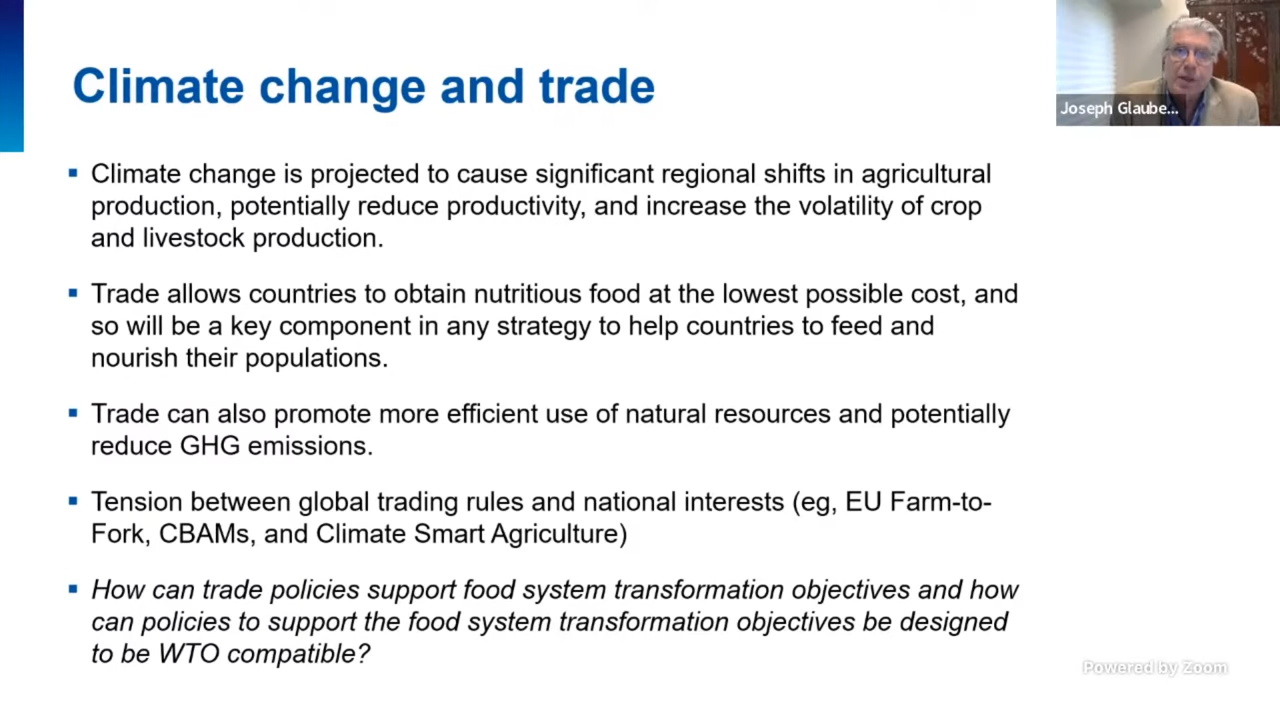 Climate change and trade
Joseph Glaube...
▪ Climate change is projected to cause significant regional shifts in agricultural
production, potentially reduce productivity, and increase the volatility of crop
and livestock production.
▪ Trade allows countries to obtain nutritious food at the lowest possible cost, and
so will be a key component in any strategy to help countries to feed and
nourish their populations.
▪ Trade can also promote more efficient use of natural resources and potentially
reduce GHG emissions.
▪ Tension between global trading rules and national interests (eg, EU Farm-to-
Fork, CBAMs, and Climate Smart Agriculture)
▪ How can trade policies support food system transformation objectives and how
can policies to support the food system transformation objectives be designed
to be WTO compatible?
Powered by Zoom